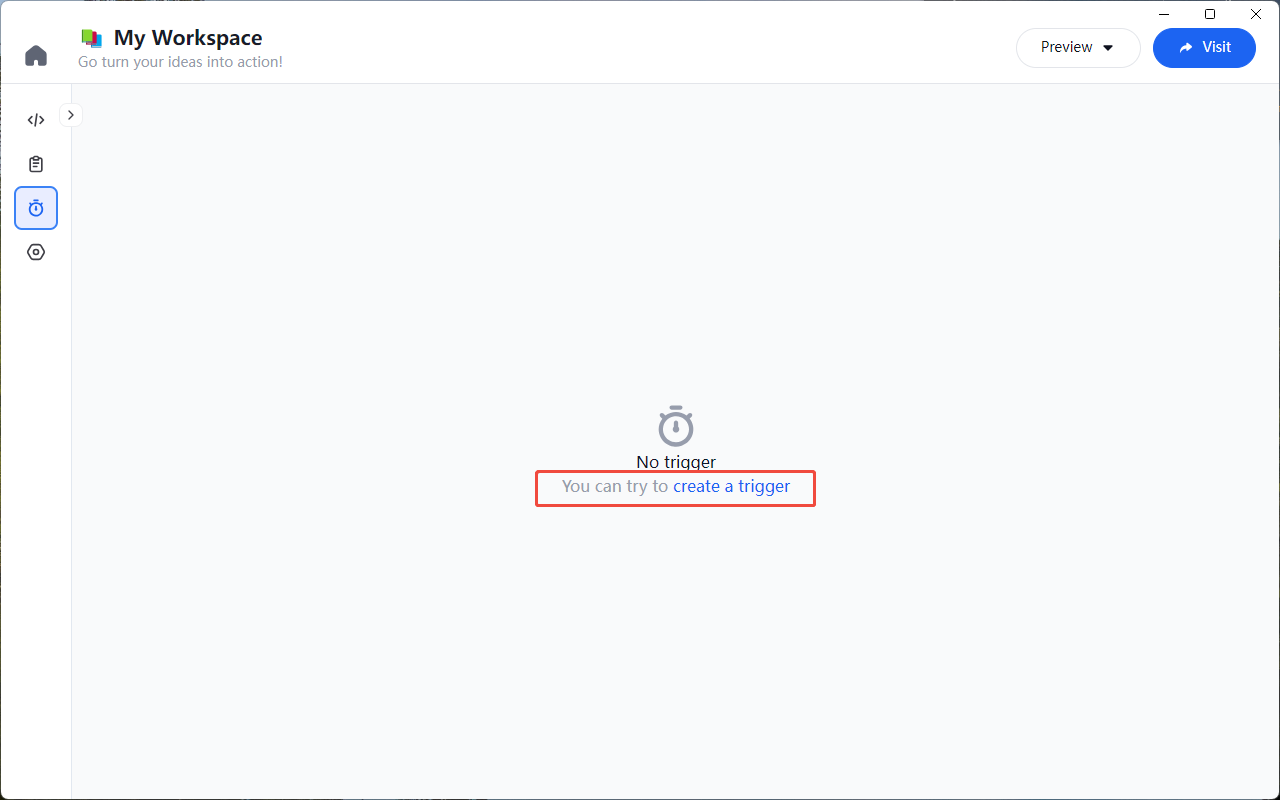 My Workspace
Go turn your ideas into action!
Preview
Visit
No trigger
You can try to create a trigger